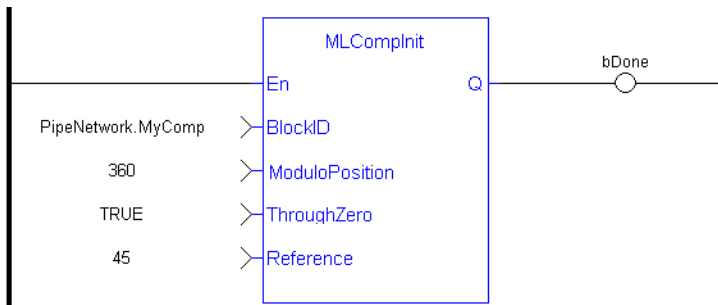 MLCompInit
bDone
En Q
PipeNetwork.MyComp BlockID
360 ModuloPosition
TRUE ThroughZero
45 Reference